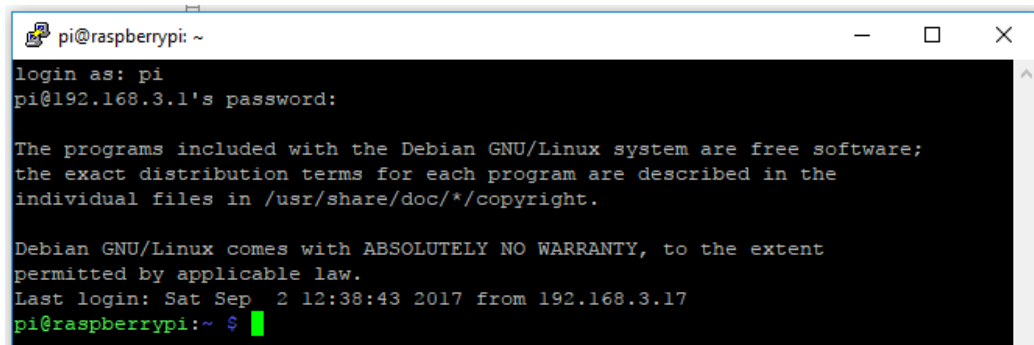 pi@raspberrypi: ~
login as: pi
pi@192.168.3.1's password:
The programs included with the Debian GNU/Linux system are free software;
the exact distribution terms for each program are described in the
individual files in /usr/share/doc/*/copyright.
Debian GNU/Linux comes with ABSOLUTELY NO WARRANTY, to the extent
permitted by applicable law.
Last login: Sat Sep  2 12:38:43 2017 from 192.168.3.17
pi@raspberrypi:~ $